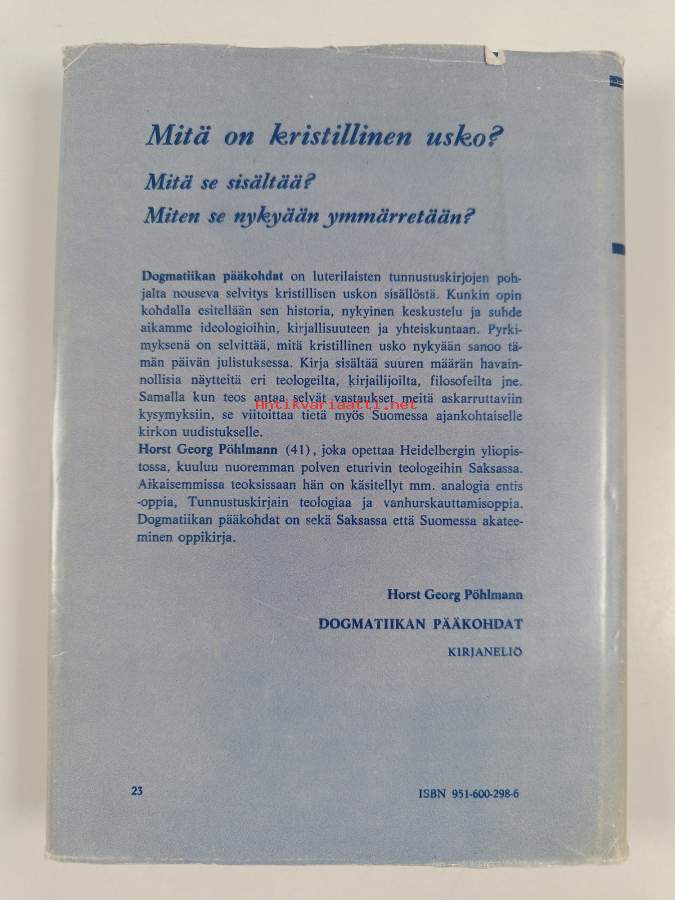 Mitä on kristillinen usko?
Mitä se sisältää?
Miten se nykyään ymmärretään?
Dogmatiikan pääkohdat on luterilaisten tunnustuskirjojen poh-
jalta nouseva selvitys kristillisen uskon sisällöstä. Kunkin opin
kohdalla esitellään sen historia, nykyinen keskustelu ja suhde
aikamme ideologioihin, kirjallisuuteen ja yhteiskuntaan. Pyrki-
myksenä on selvittää, mitä kristillinen usko nykyään sanoo tä-
män päivän julistuksessa. Kirja sisältää suuren määrän havain-
nollisia näytteitä eri teologeilta, kirjailijoilta, filosofeilta jne.
Samalla kun teos antaa selvät vastaukset meitä askarruttaviin
Antikvariaatti.net
kysymyksiin, se viitoittaa tietä myös Suomessa ajankohtaiselle
kirkon uudistukselle.
Horst Georg Pöhlmann (41), joka opettaa Heidelbergin yliopis-
tossa, kuuluu nuoremman polven eturivin teologeihin Saksassa.
Aikaisemmissa teoksissaan hän on käsitellyt mm. analogia entis
-oppia, Tunnustuskirjain teologiaa ja vanhurskauttamisoppia.
Dogmatiikan pääkohdat on sekä Saksassa että Suomessa akatee-
minen oppikirja.
Horst Georg Pöhlmann
DOGMATIIKAN PÄÄKOHDAT
KIRJANELIÖ
23
ISBN 951-600-298-6